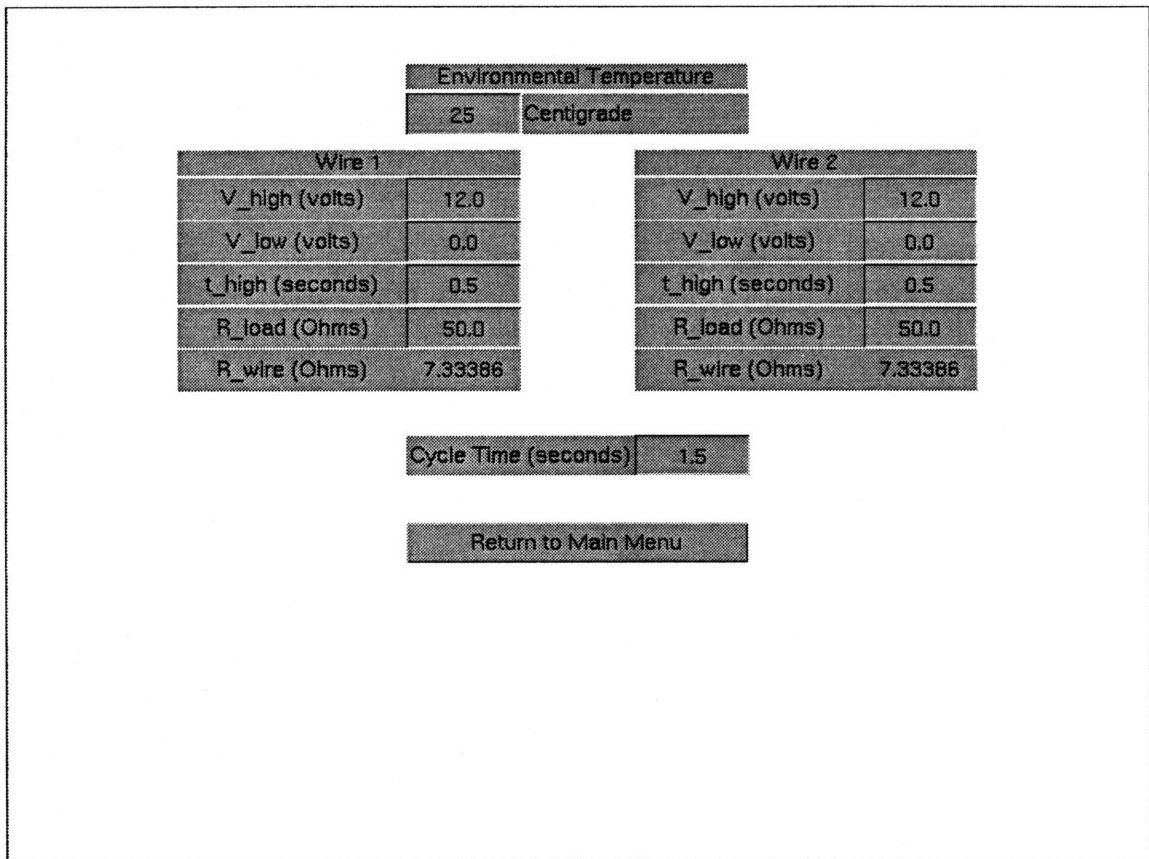 Environmental Temperature
25 Centigrade
Wire 1
V_high (volts) 12.0
V_low (volts) 0.0
t_high (seconds) 0.5
R_load (Ohms) 50.0
R_wire (Ohms) 7.33386
Wire 2
V_high (volts) 12.0
V_low (volts) 0.0
t_high (seconds) 0.5
R_load (Ohms) 50.0
R_wire (Ohms) 7.33386
Cycle Time (seconds) 1.5
Return to Main Menu